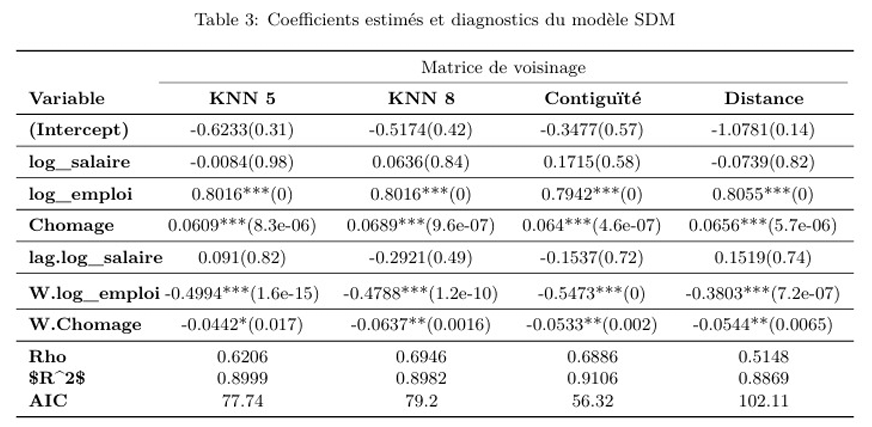 Table 3: Coefficients estimés et diagnostics du modèle SDM
Matrice de voisinage
Variable KNN 5 KNN 8 Contiguïté Distance
(Intercept) -0.6233(0.31) -0.5174(0.42) -0.3477(0.57) -1.0781(0.14)
log_salaire -0.0084(0.98) 0.0636(0.84) 0.1715(0.58) -0.0739(0.82)
log_emploi 0.8016***(0) 0.8016***(0) 0.7942***(0) 0.8055***(0)
Chomage 0.0609***(8.3e-06) 0.0689***(9.6e-07) 0.064***(4.6e-07) 0.0656***(5.7e-06)
lag.log_salaire 0.091(0.82) -0.2921(0.49) -0.1537(0.72) 0.1519(0.74)
W.log_emploi -0.4994***(1.6e-15) -0.4788***(1.2e-10) -0.5473***(0) -0.3803***(7.2e-07)
W.Chomage -0.0442*(0.017) -0.0637**(0.0016) -0.0533**(0.002) -0.0544**(0.0065)
Rho 0.6206 0.6946 0.6886 0.5148
$R^2$ 0.8999 0.8982 0.9106 0.8869
AIC 77.74 79.2 56.32 102.11